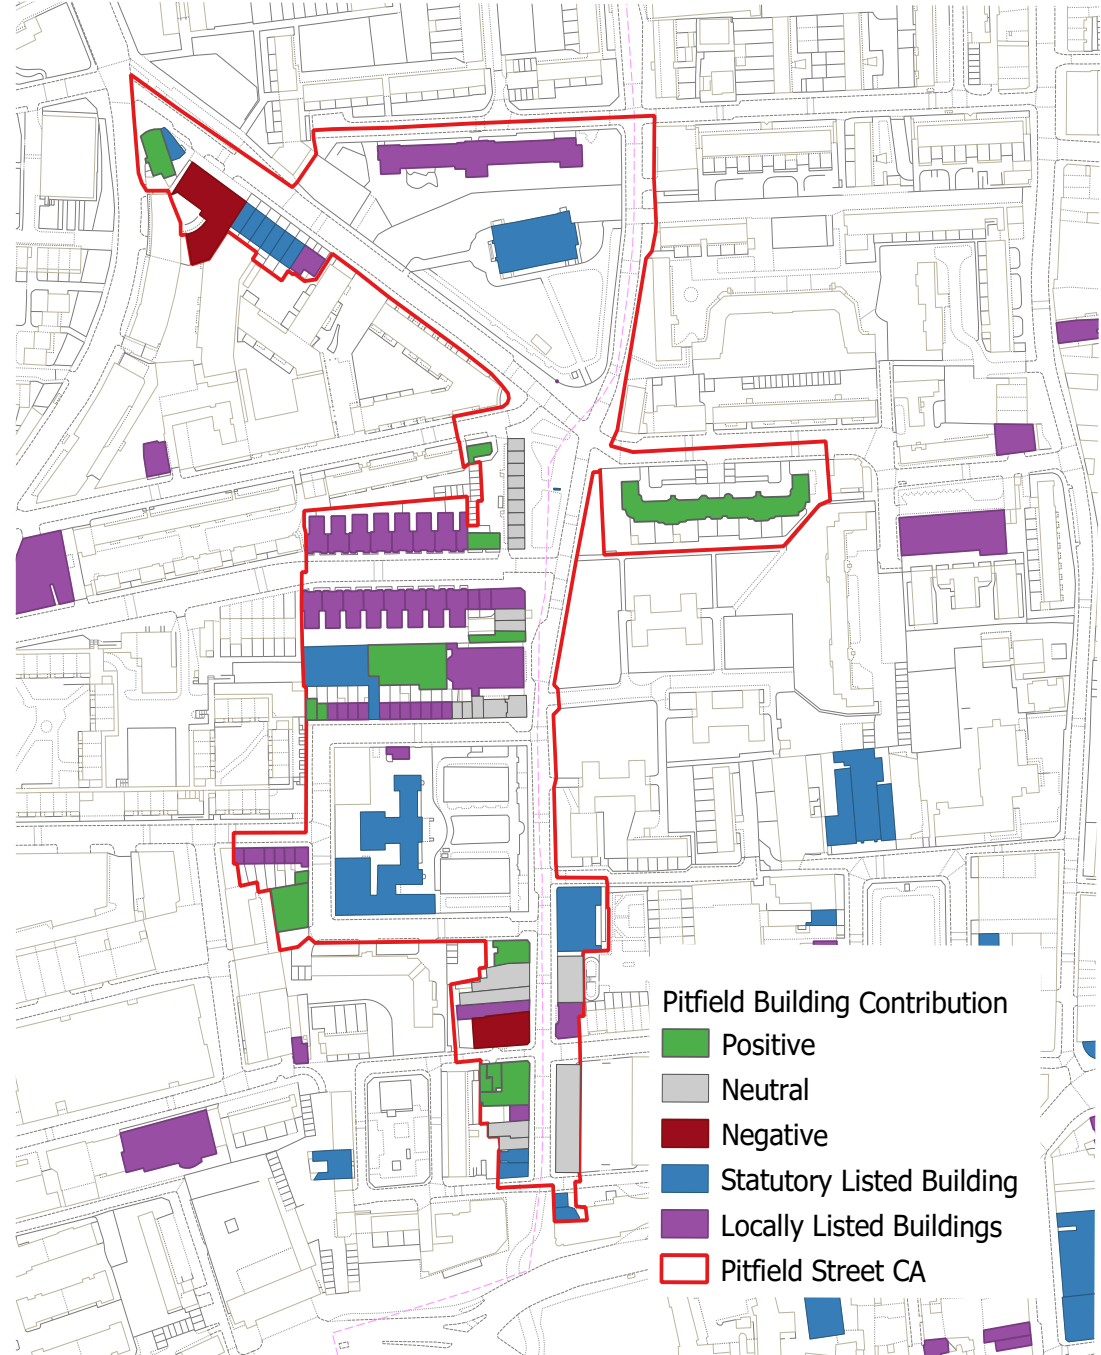 Pitfield Building Contribution
Positive
Neutral
Negative
Statutory Listed Building
Locally Listed Buildings
Pitfield Street CA